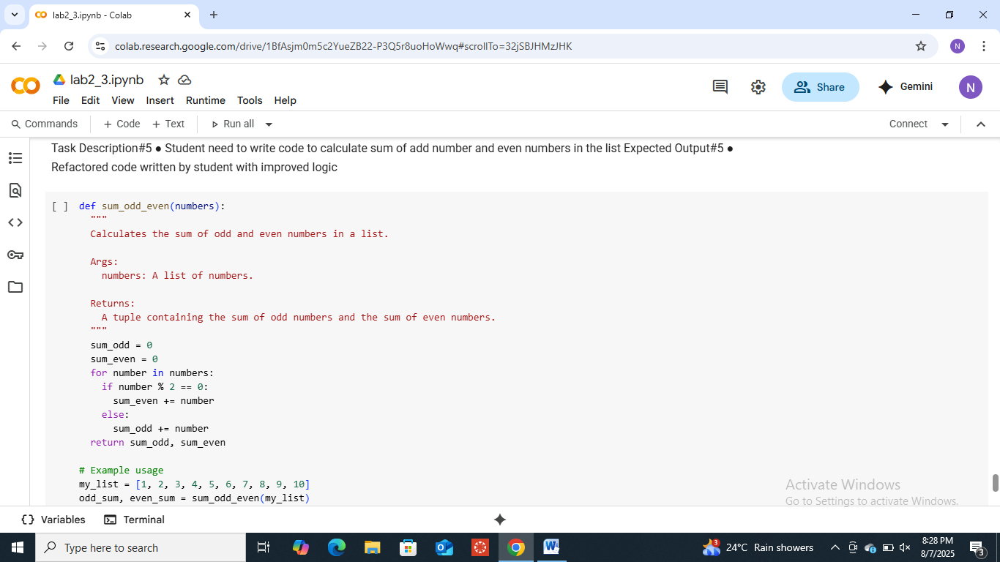 lab2_3.ipynb - Colab
colab.research.google.com/drive/1BfAsjm0m5c2YueZB22-P3Q5r8uoHoWwq#scrollTo=32jSBJHMzJHK
N
lab2_3.ipynb
File Edit View Insert Runtime Tools Help
Share
Gemini
N
Commands + Code + Text Run all
Connect
Task Description#5 ● Student need to write code to calculate sum of add number and even numbers in the list Expected Output#5 ●
Refactored code written by student with improved logic
[ ] def sum_odd_even(numbers):
"""
Calculates the sum of odd and even numbers in a list.
Args:
numbers: A list of numbers.
Returns:
A tuple containing the sum of odd numbers and the sum of even numbers.
"""
sum_odd = 0
sum_even = 0
for number in numbers:
if number % 2 == 0:
sum_even += number
else:
sum_odd += number
return sum_odd, sum_even
# Example usage
my_list = [1, 2, 3, 4, 5, 6, 7, 8, 9, 10]
odd_sum, even_sum = sum_odd_even(my_list)
Activate Windows
Go to Settings to activate Windows.
Variables Terminal
Type here to search
3
24°C Rain showers
8:28 PM
8/7/2025
3